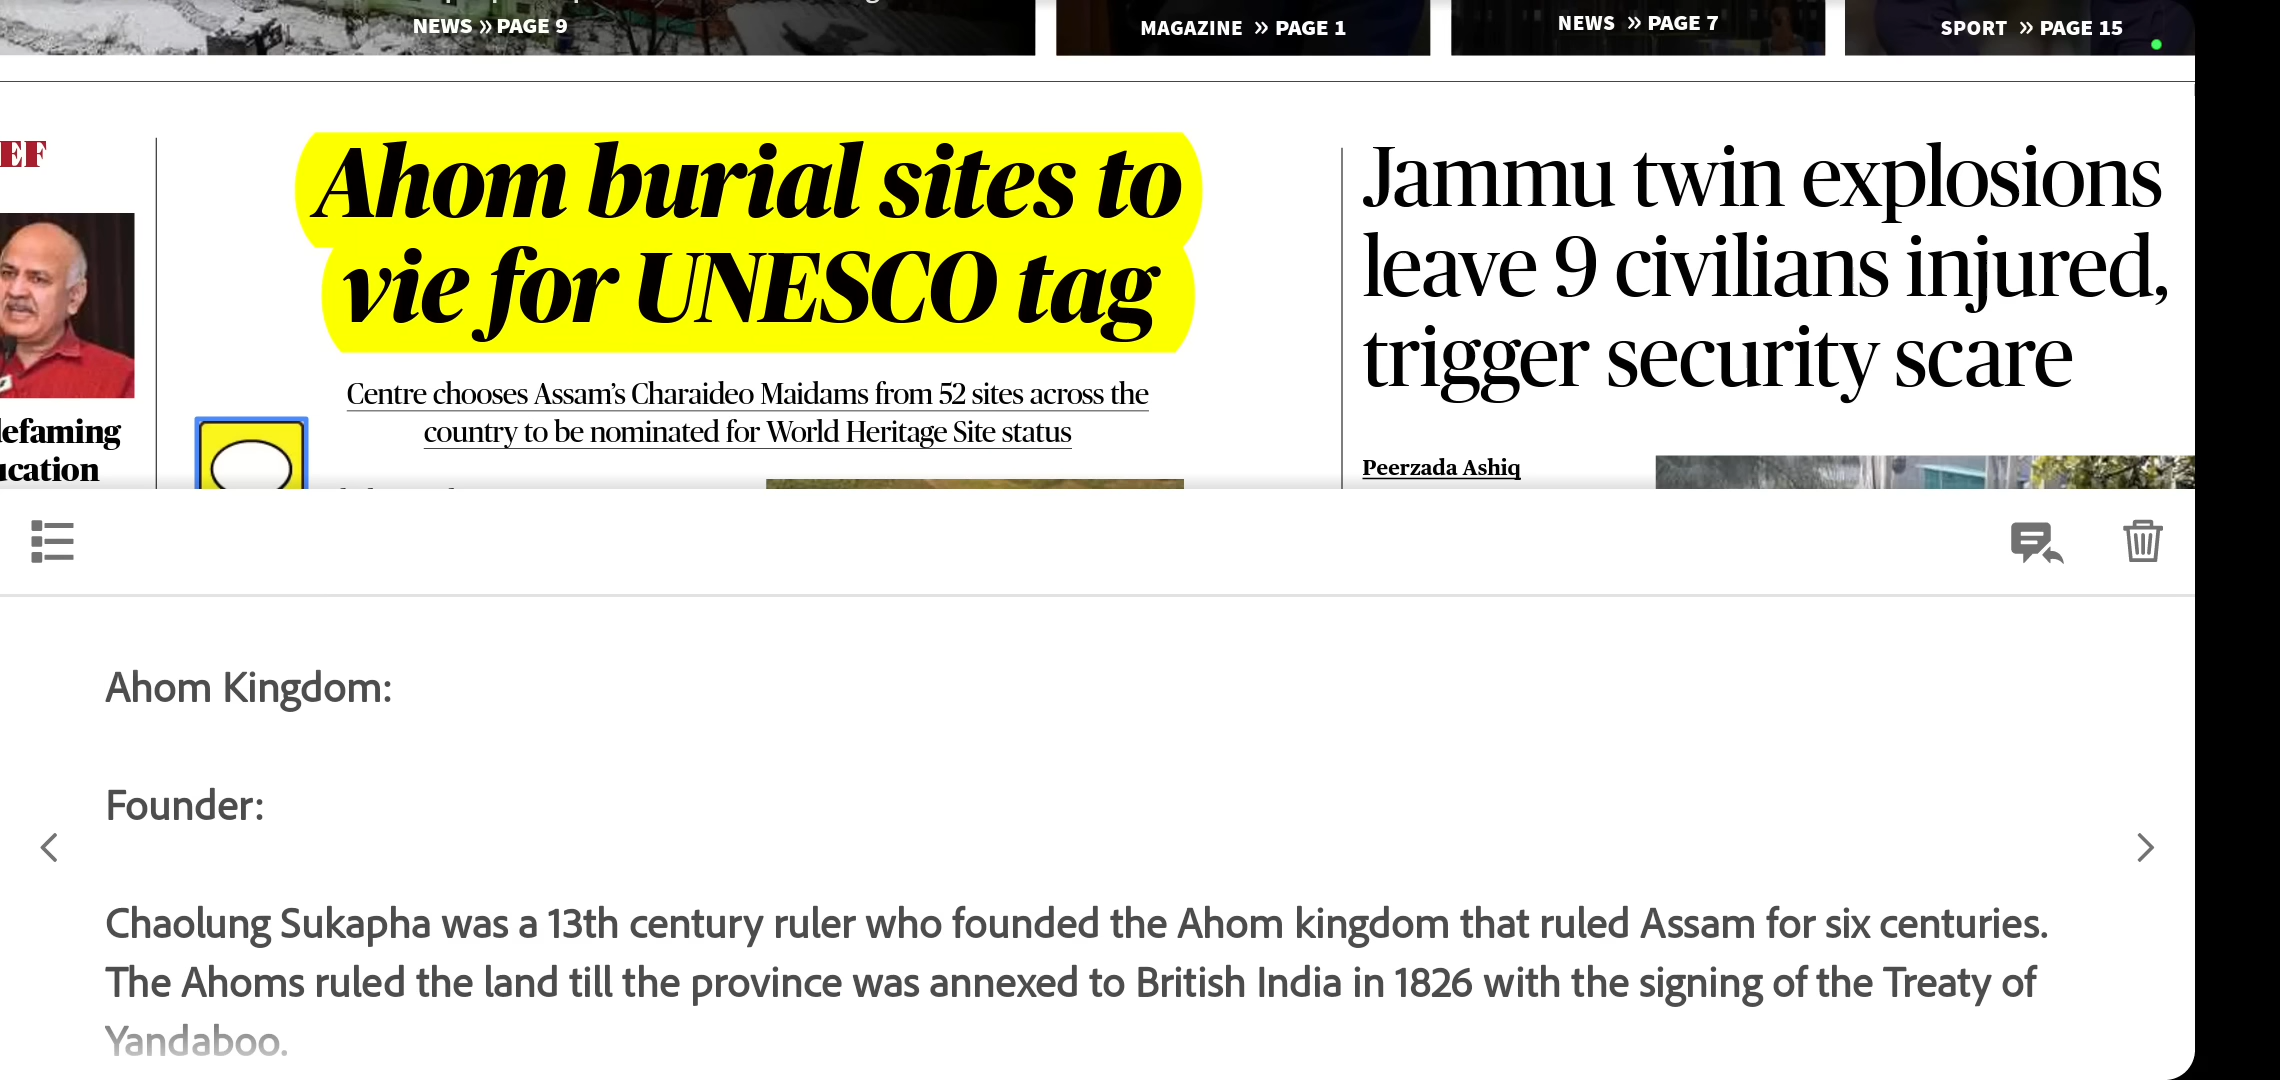 NEWS » PAGE 9
MAGAZINE » PAGE 1
NEWS » PAGE 7
SPORT » PAGE 15
EF
efaming
cation
Ahom burial sites to
vie for UNESCO tag
Centre chooses Assam’s Charaideo Maidams from 52 sites across the
country to be nominated for World Heritage Site status
Jammu twin explosions
leave 9 civilians injured,
trigger security scare
Peerzada Ashiq
Ahom Kingdom:
Founder:
Chaolung Sukapha was a 13th century ruler who founded the Ahom kingdom that ruled Assam for six centuries.
The Ahoms ruled the land till the province was annexed to British India in 1826 with the signing of the Treaty of
Yandaboo.